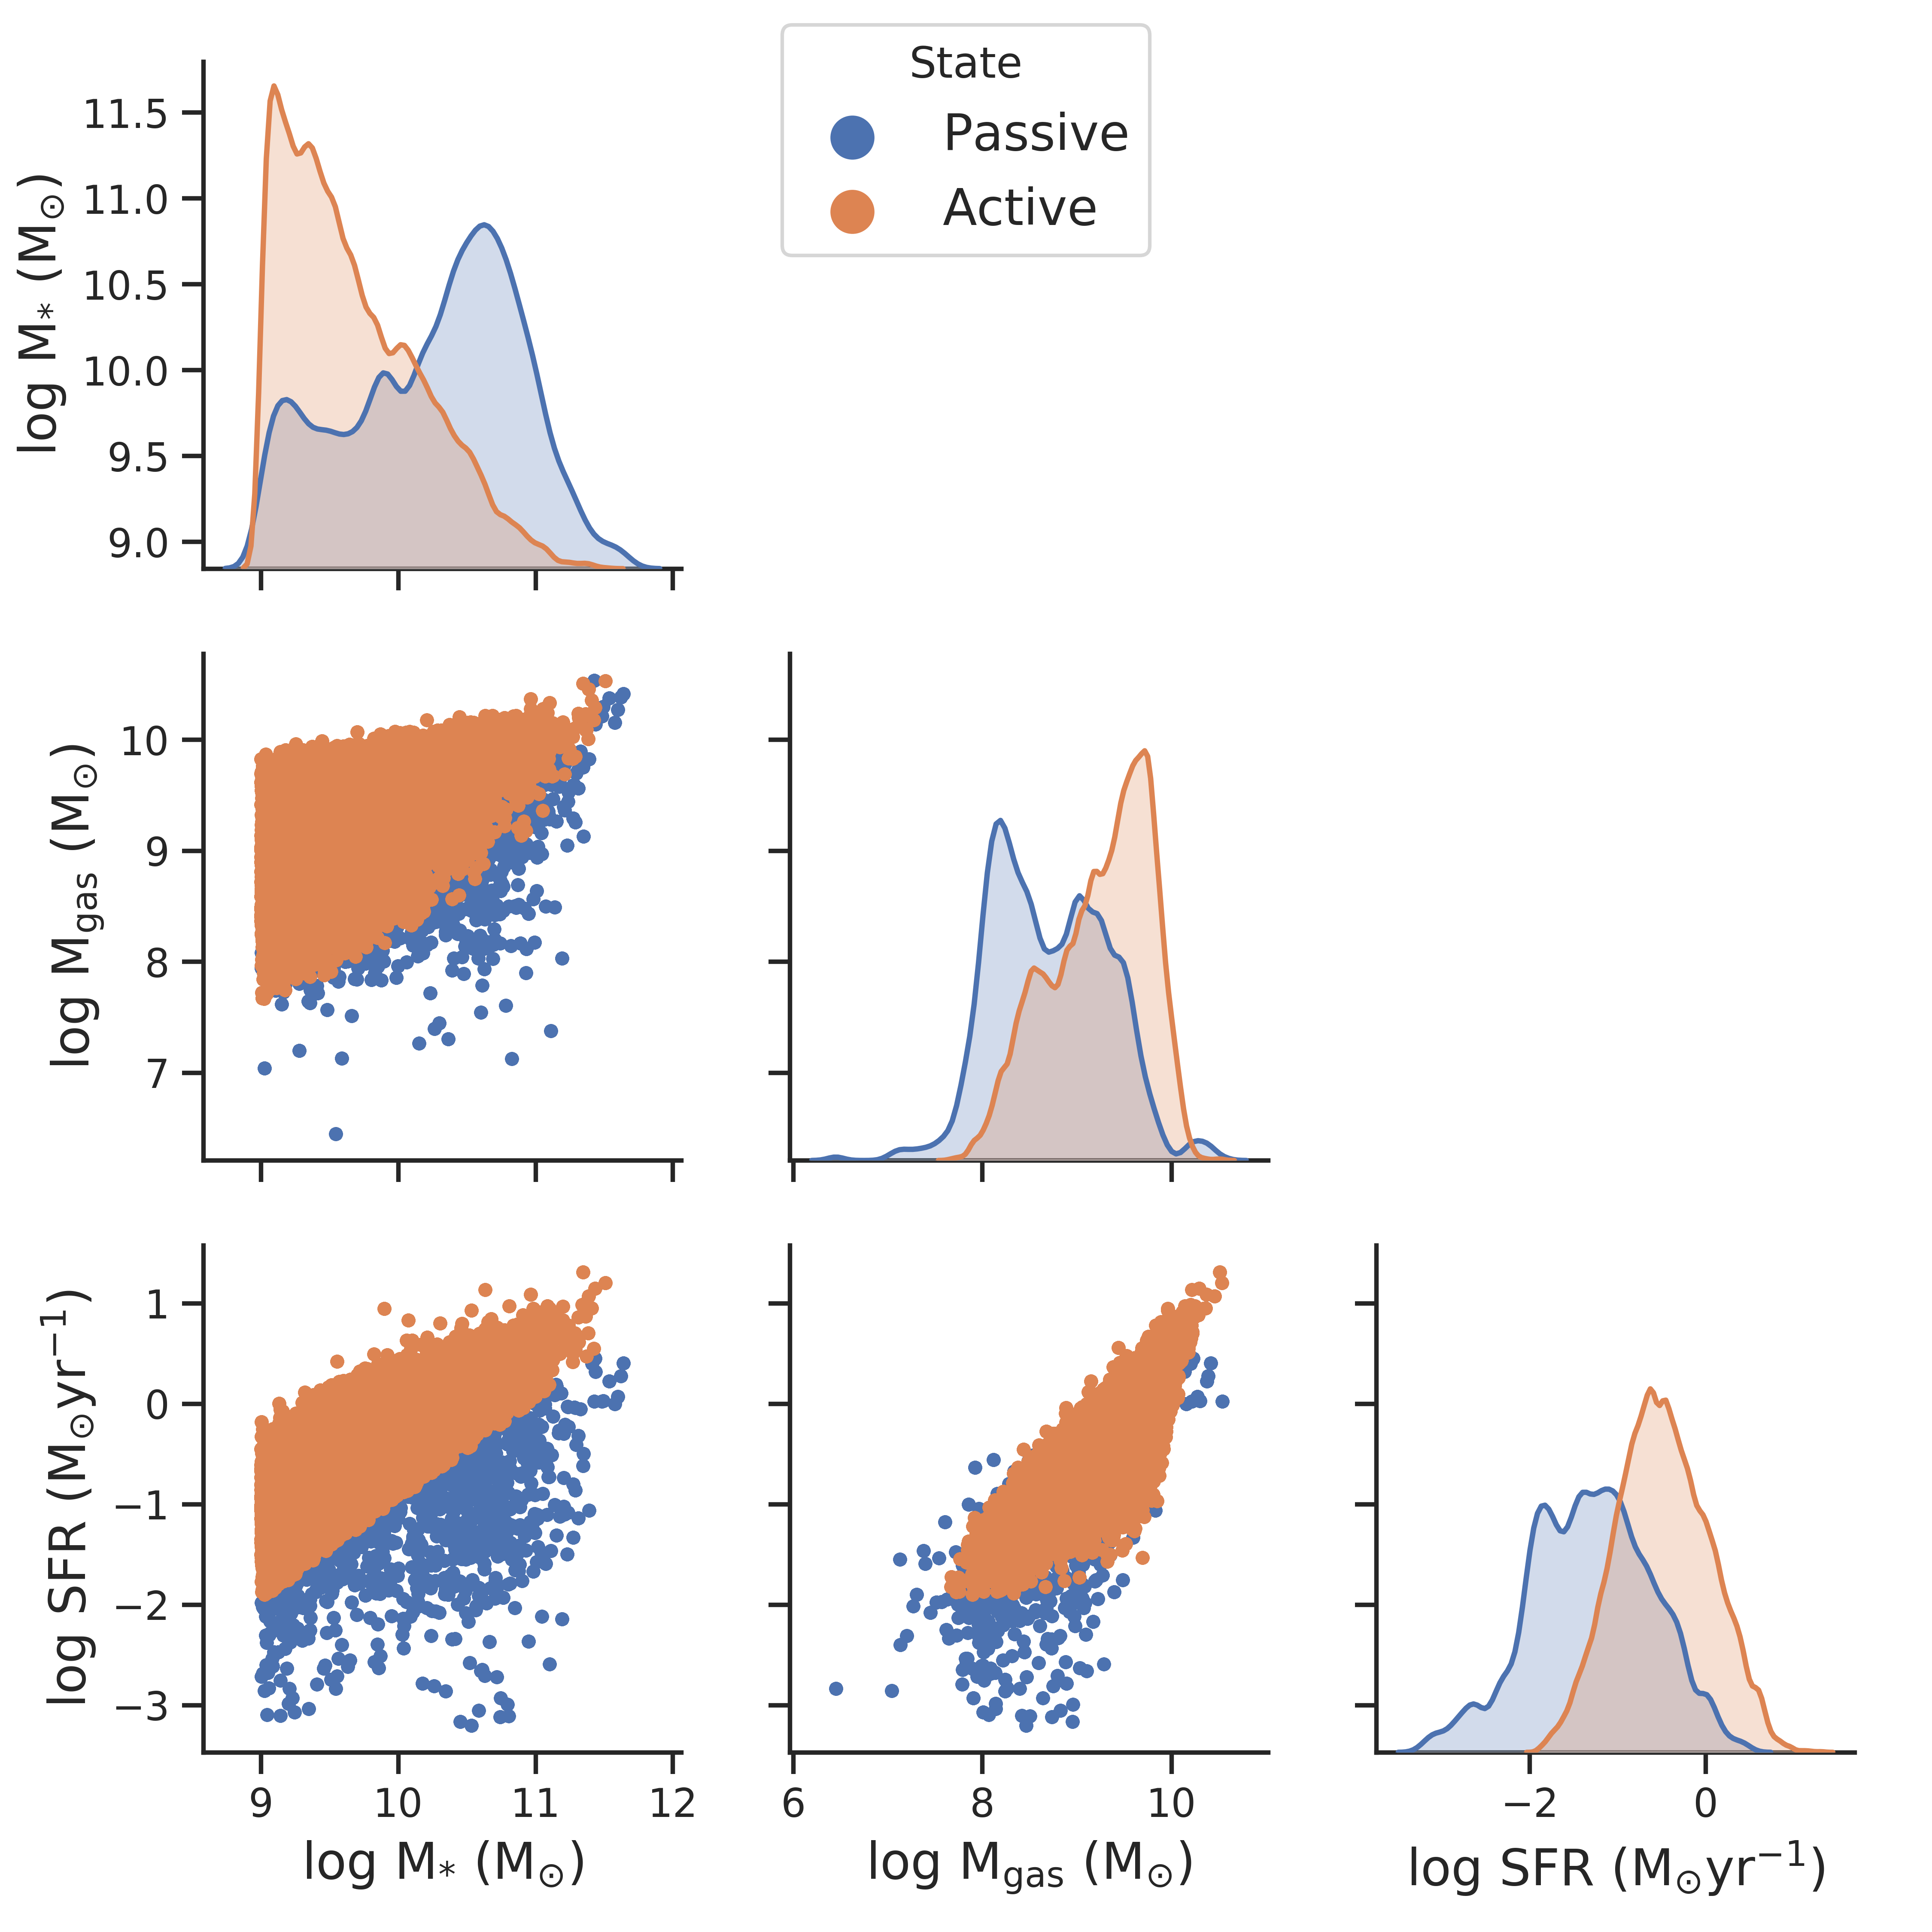 State
Passive
Active
log M* (M☉)
11.5
11.0
10.5
10.0
9.5
9.0
log Mgas (M☉)
10
9
8
7
log SFR (M☉yr⁻¹)
1
0
−1
−2
−3
9 10 11 12
6 8 10
−2 0
log M* (M☉)
log Mgas (M☉)
log SFR (M☉yr⁻¹)